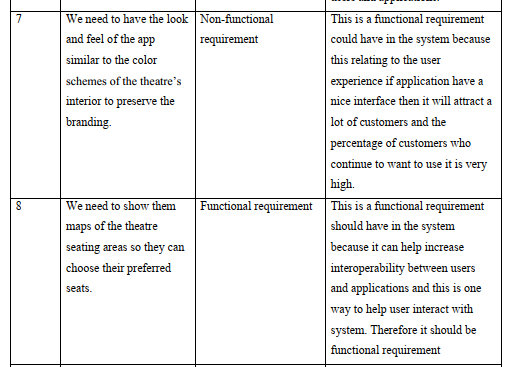 users and applications.
7
We need to have the look
and feel of the app
similar to the color
schemes of the theatre's
interior to preserve the
branding.
Non-functional
requirement
This is a functional requirement
could have in the system because
this relating to the user
experience if application have a
nice interface then it will attract a
lot of customers and the
percentage of customers who
continue to want to use it is very
high.
8
We need to show them
maps of the theatre
seating areas so they can
choose their preferred
seats.
Functional requirement
This is a functional requirement
should have in the system
because it can help increase
interoperability between users
and applications and this is one
way to help user interact with
system. Therefore it should be
functional requirement